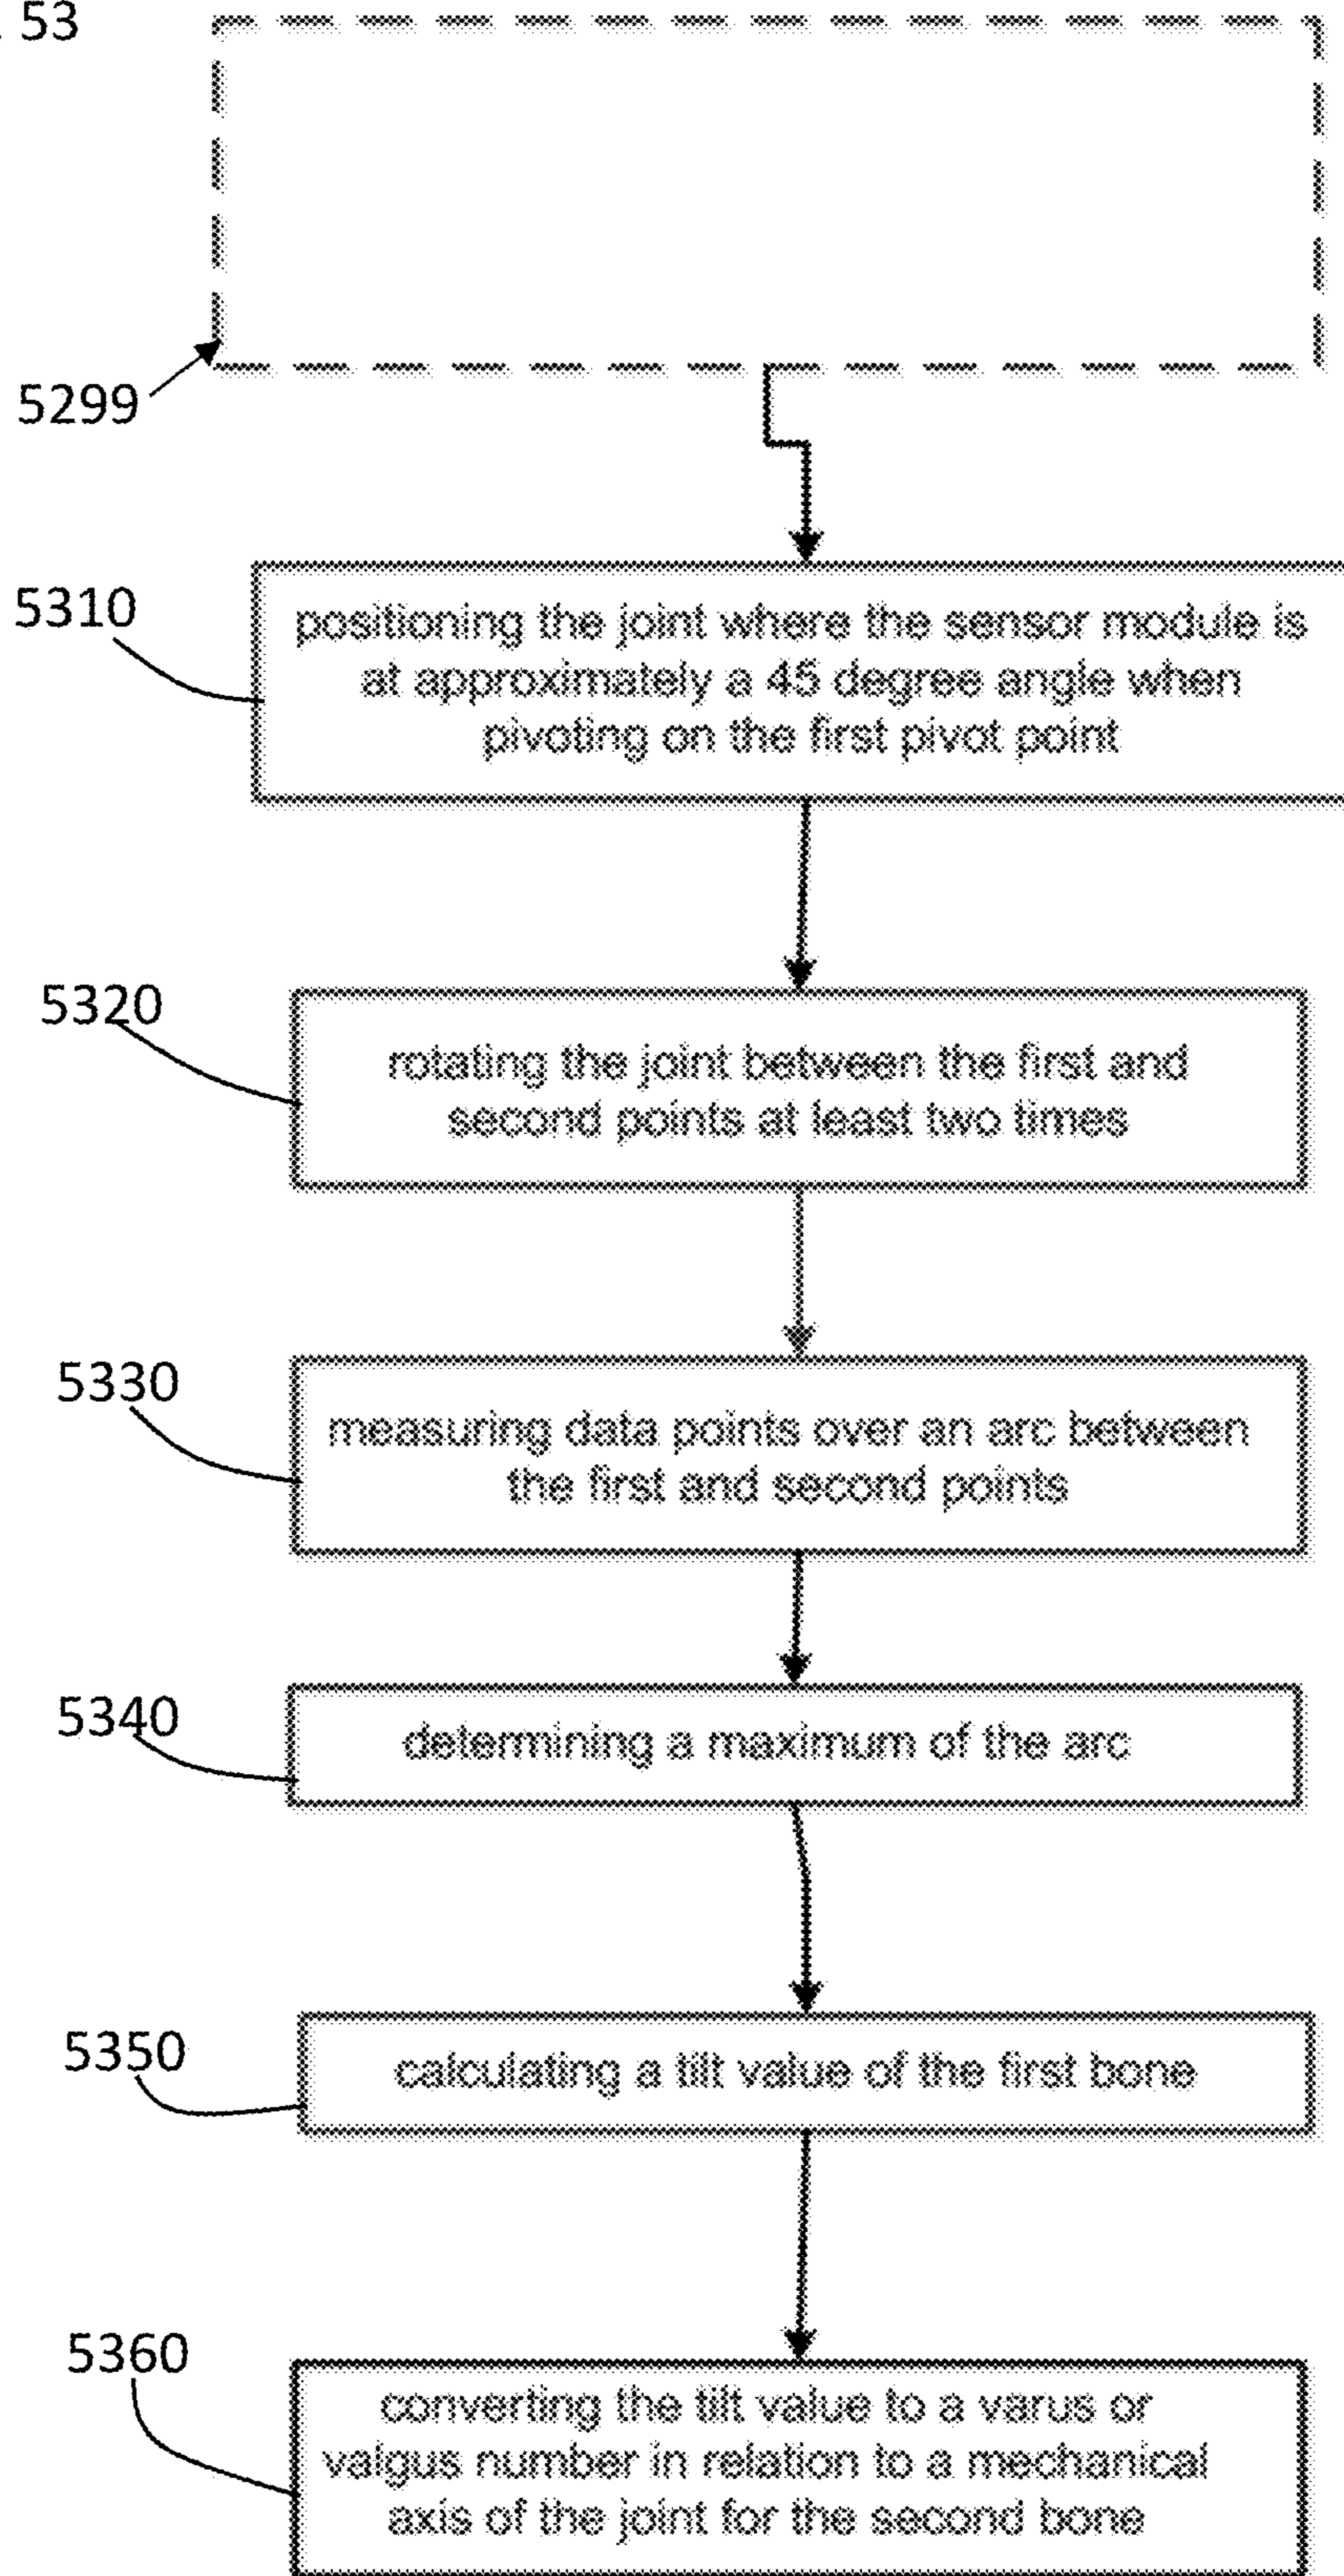 53
5299
5310
positioning the joint where the sensor module is
at approximately a 45 degree angle when
pivoting on the first pivot point
5320
rotating the joint between the first and
second points at least two times
5330
measuring data points over an arc between
the first and second points
5340
determining a maximum of the arc
5350
calculating a tilt value of the first bone
5360
converting the tilt value to a varus or
valgus number in relation to a mechanical
axis of the joint for the second bone